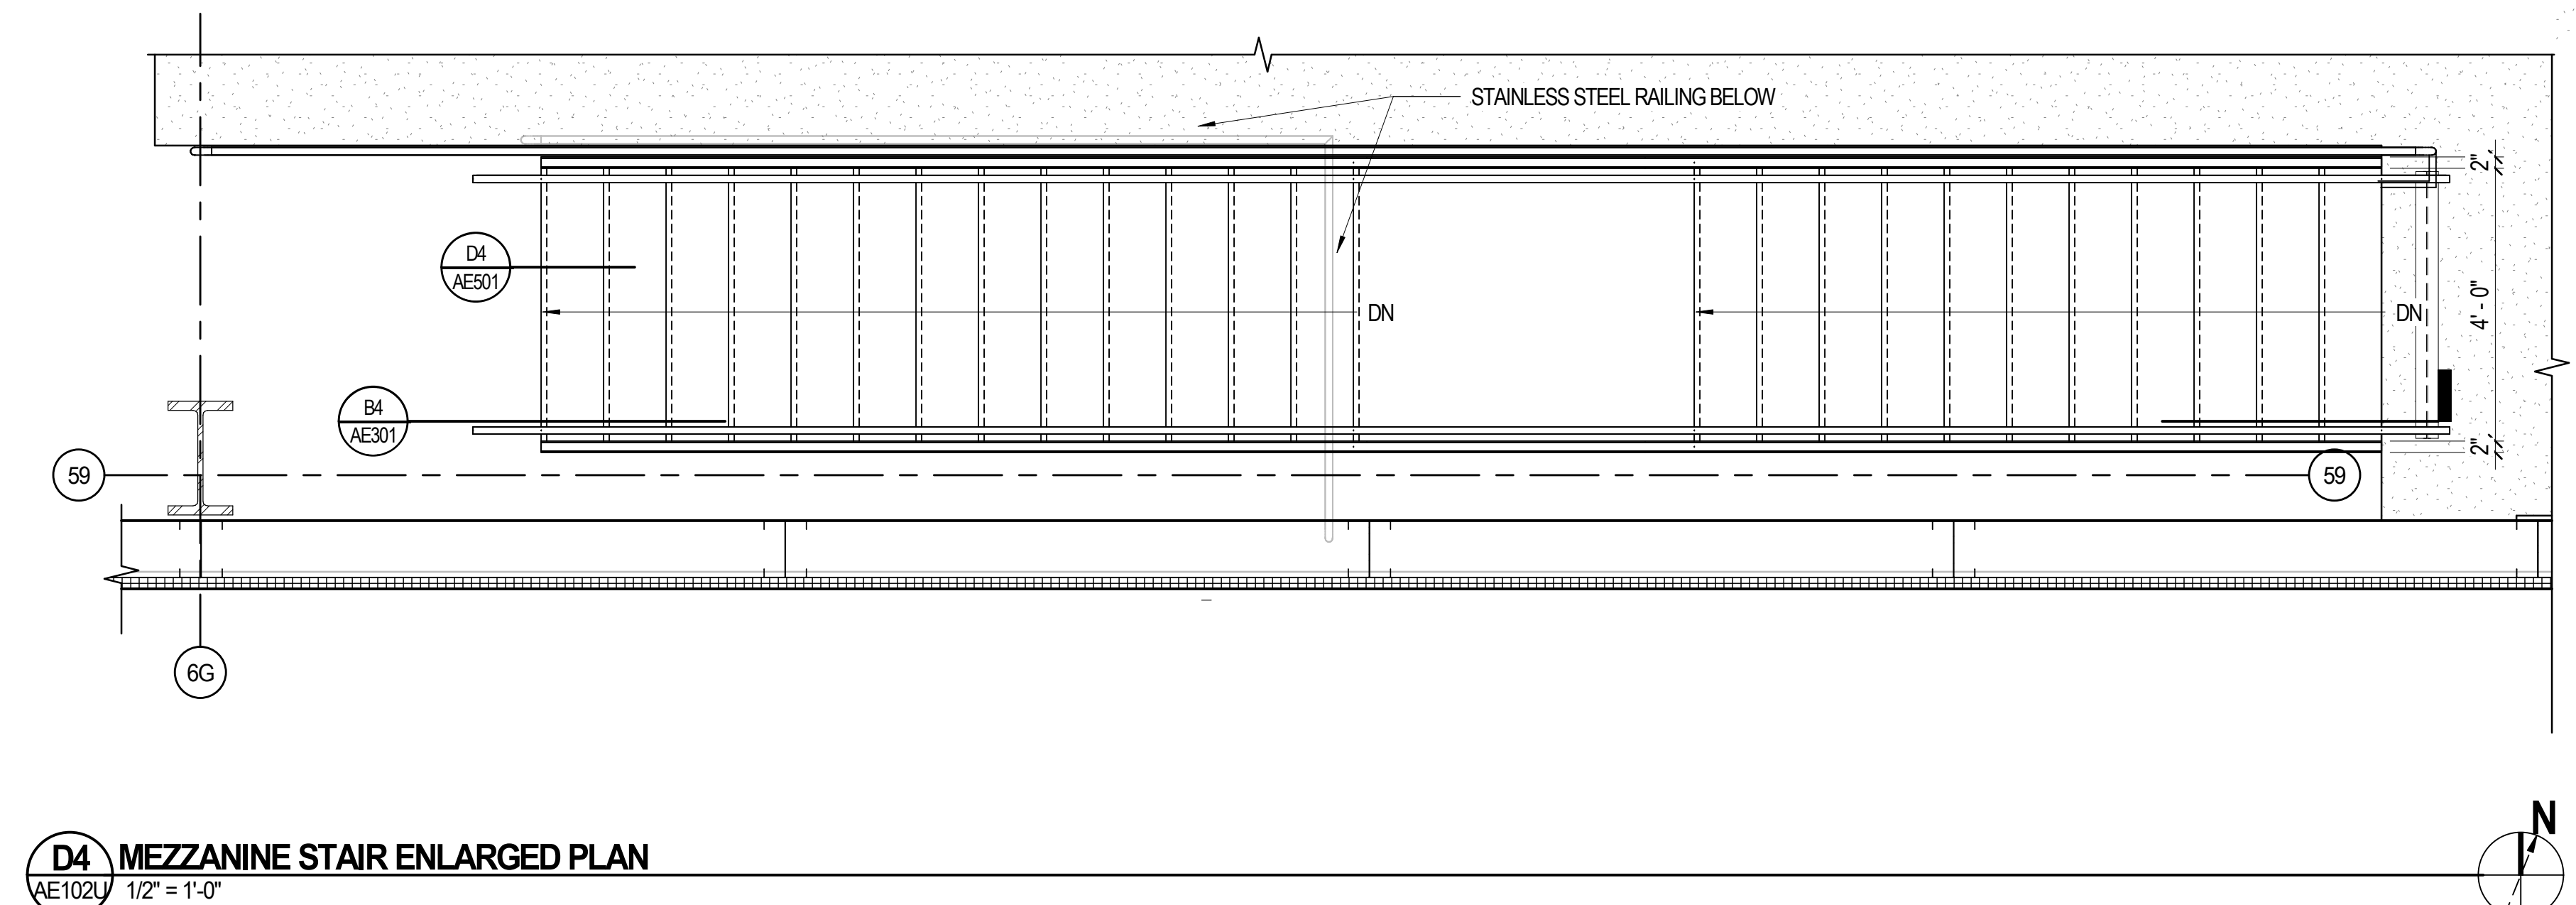 STAINLESS STEEL RAILING BELOW
2"
D4
AE501
DN
DN
4' - 0"
B4
AE301
2"
59
59
6G
N
D4
MEZZANINE STAIR ENLARGED PLAN
AE102U
1/2" = 1'-0"